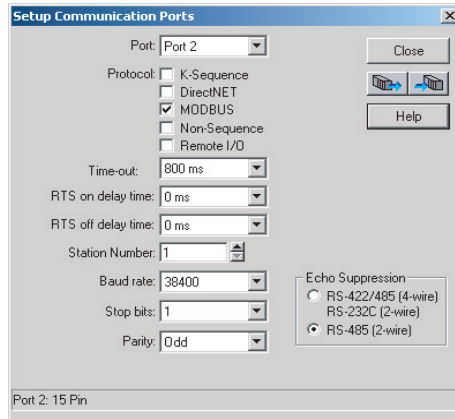 Setup Communication Ports
Port: Port 2
Close
Protocol: K-Sequence
DirectNET
MODBUS
Help
Non-Sequence
Remote I/O
Time-out: 800 ms
RTS on delay time: 0 ms
RTS off delay time: 0 ms
Station Number: 1
Baud rate: 38400
Echo Suppression
RS-422/485 (4-wire)
RS-232C (2-wire)
Stop bits: 1
RS-485 (2-wire)
Parity: Odd
Port 2: 15 Pin